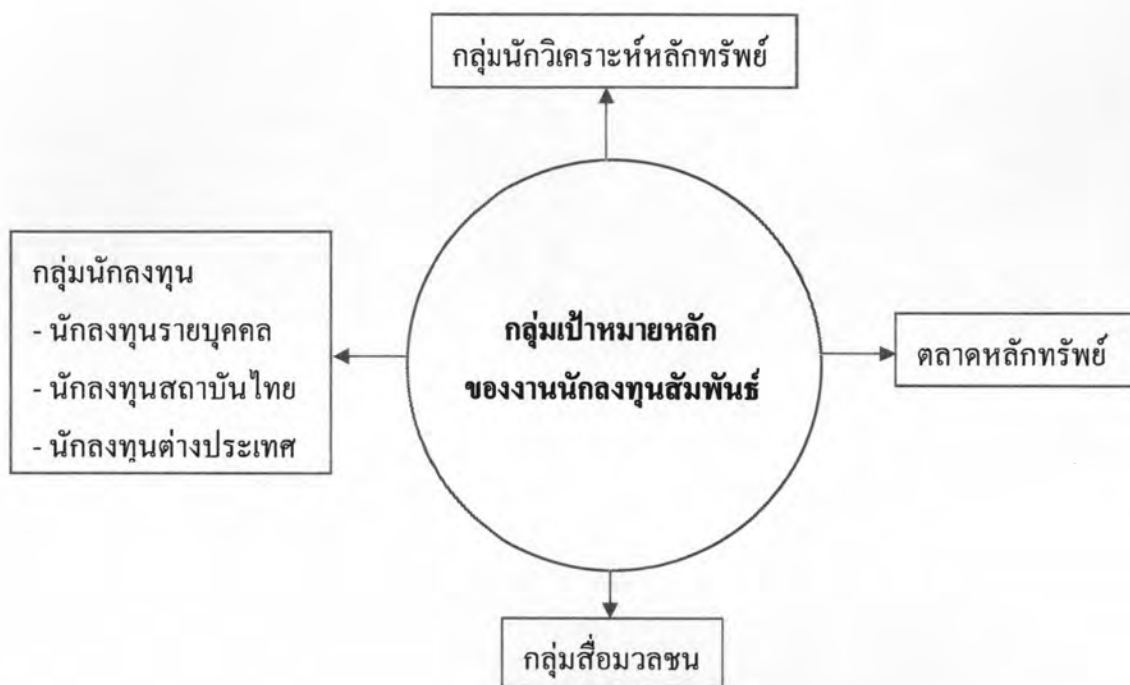 กลุ่มนักวิเคราะห์หลักทรัพย์
กลุ่มนักลงทุน
- นักลงทุนรายบุคคล
- นักลงทุนสถาบันไทย
- นักลงทุนต่างประเทศ
กลุ่มเป้าหมายหลัก
ของงานนักลงทุนสัมพันธ์
ตลาดหลักทรัพย์
กลุ่มสื่อมวลชน